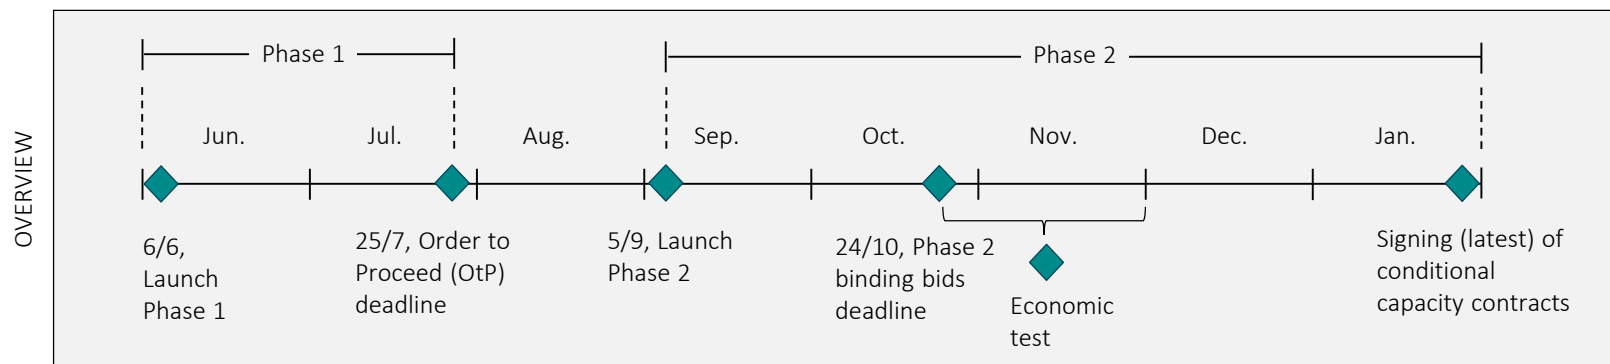 OVERVIEW
Phase 1
Phase 2
Jun.
Jul.
Aug.
Sep.
Oct.
Nov.
Dec.
Jan.
6/6,
Launch
Phase 1
25/7, Order to
Proceed (OtP)
deadline
5/9, Launch
Phase 2
24/10, Phase 2
binding bids
deadline
Economic
test
Signing (latest) of
conditional
capacity contracts